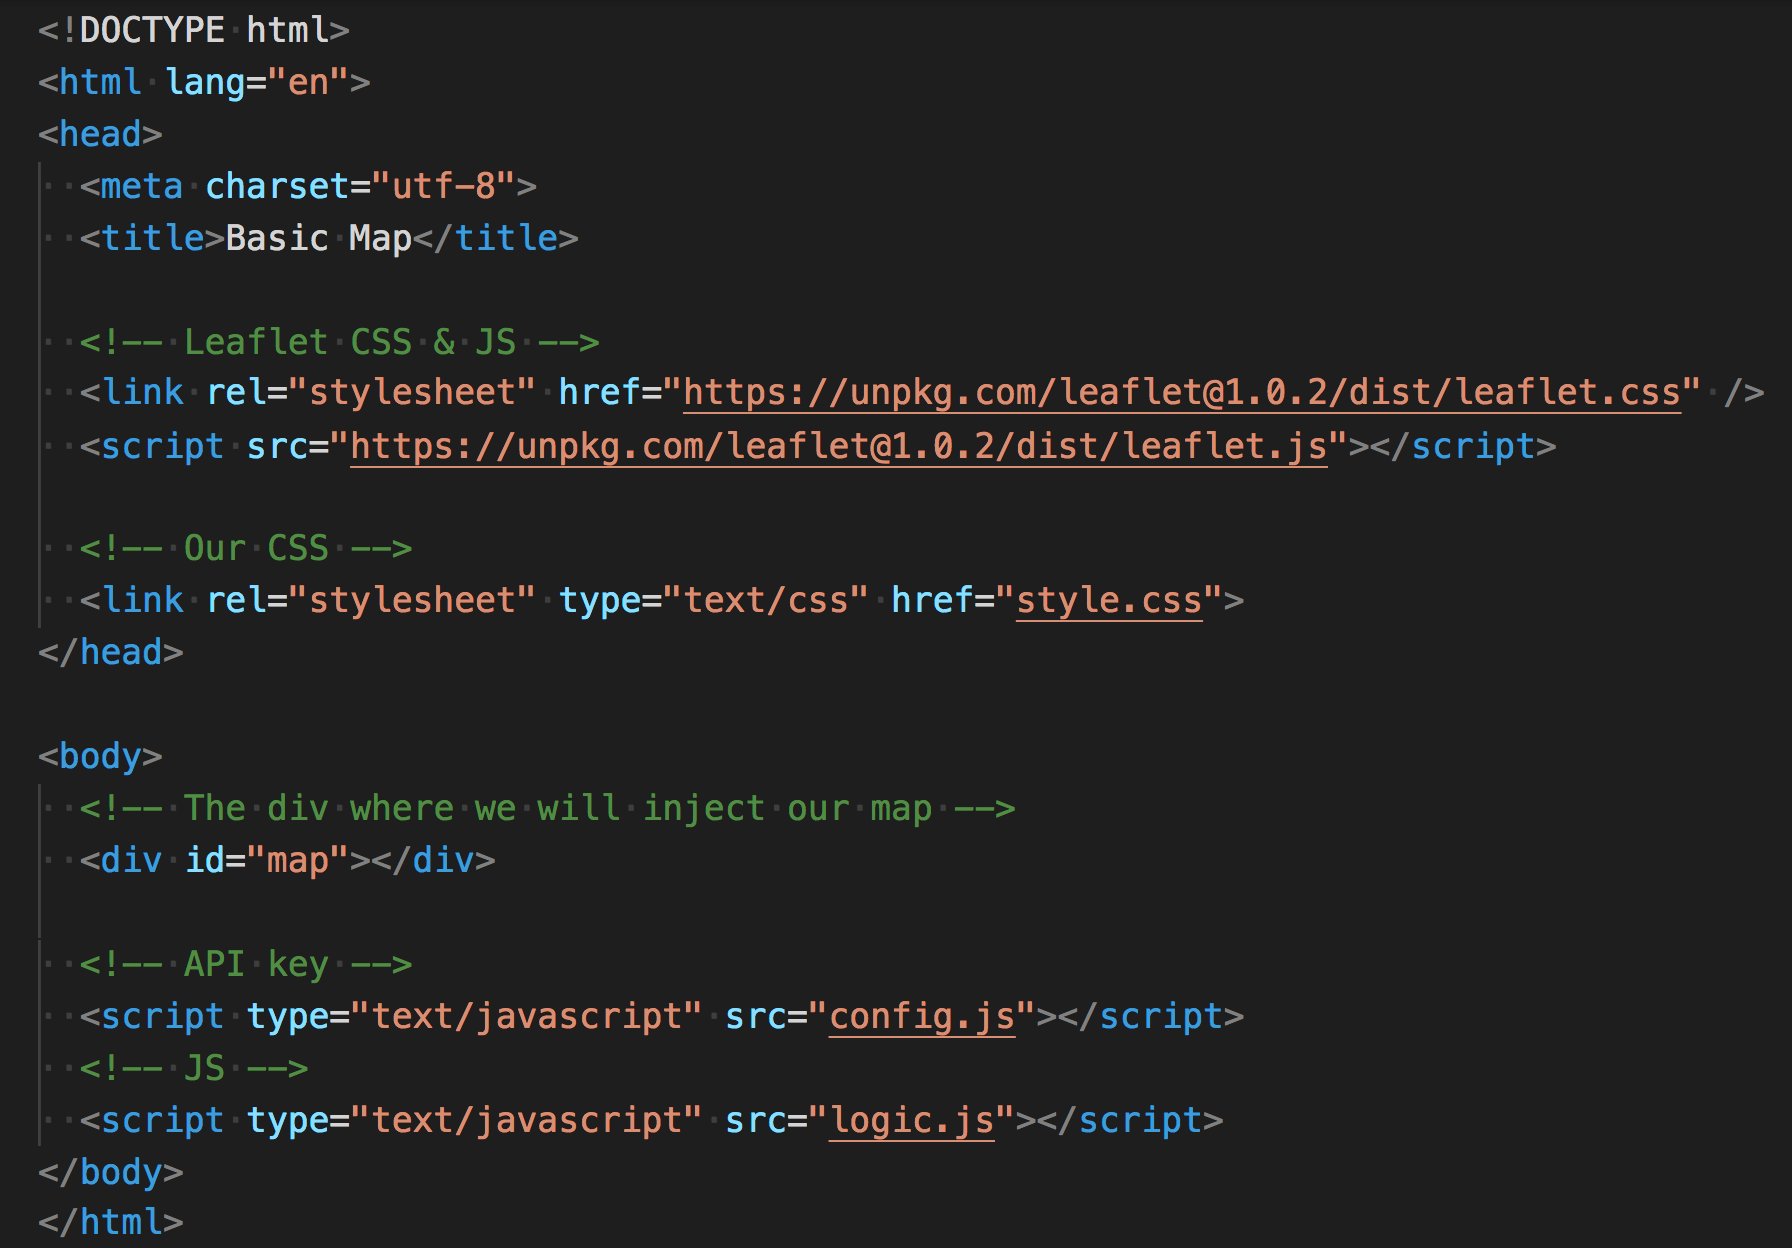 <!DOCTYPE html>
<html lang="en">
<head>
  <meta charset="utf-8">
  <title>Basic Map</title>

  <!-- Leaflet CSS & JS -->
  <link rel="stylesheet" href="https://unpkg.com/leaflet@1.0.2/dist/leaflet.css" />
  <script src="https://unpkg.com/leaflet@1.0.2/dist/leaflet.js"></script>

  <!-- Our CSS -->
  <link rel="stylesheet" type="text/css" href="style.css">
</head>

<body>
  <!-- The div where we will inject our map -->
  <div id="map"></div>

  <!-- API key -->
  <script type="text/javascript" src="config.js"></script>
  <!-- JS -->
  <script type="text/javascript" src="logic.js"></script>
</body>
</html>